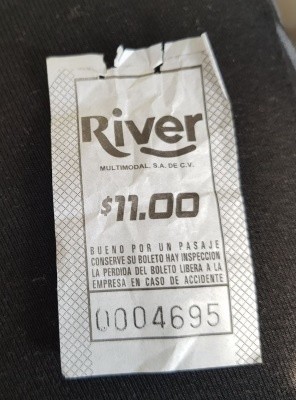 River
MULTIMODAL, S.A. DE C.V.
$11.00
BUENO POR UN PASAJE
CONSERVE SU BOLETO HAY INSPECCION
LA PERDIDA DEL BOLETO LIBERA A LA
EMPRESA EN CASO DE ACCIDENTE
0004695